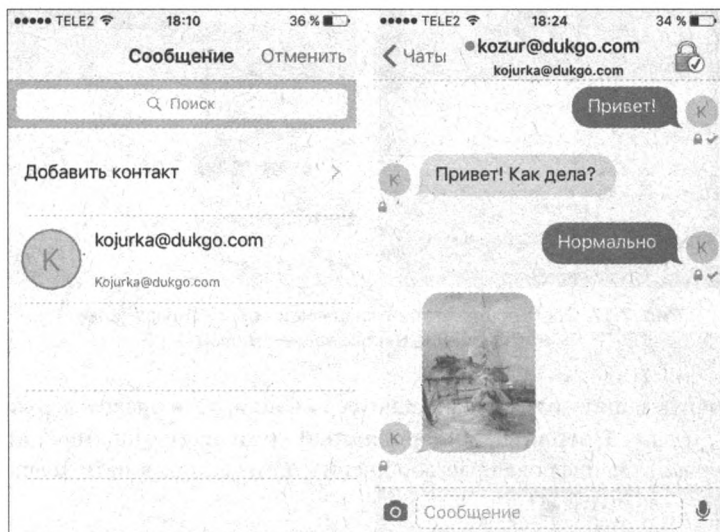 TELE2 18:10 36 %
Сообщение Отменить
Поиск
Добавить контакт
K
kojurka@dukgo.com
Kojurka@dukgo.com
TELE2 18:24 34 %
Чаты kozur@dukgo.com
kojurka@dukgo.com
Привет!
K
Привет! Как дела?
K
Нормально
K
K
Сообщение